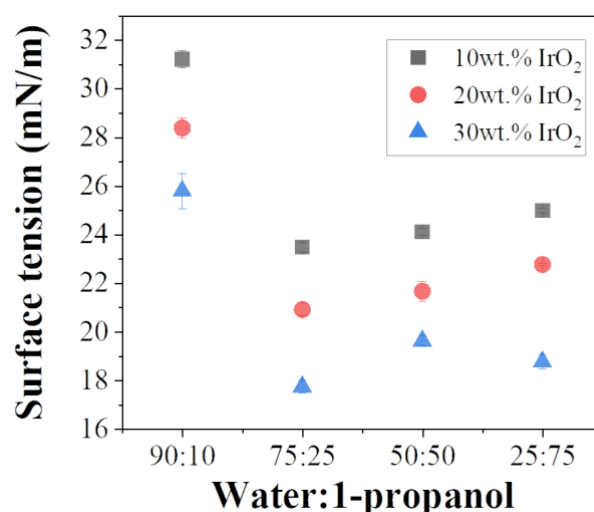 Surface tension (mN/m)
32
30
28
26
24
22
20
18
16
10wt.% IrO₂
20wt.% IrO₂
30wt.% IrO₂
90:10 75:25 50:50 25:75
Water:1-propanol